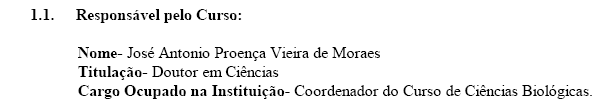 1.1. Responsável pelo Curso:
Nome- José Antonio Proença Vieira de Moraes
Titulação- Doutor em Ciências
Cargo Ocupado na Instituição- Coordenador do Curso de Ciências Biológicas.